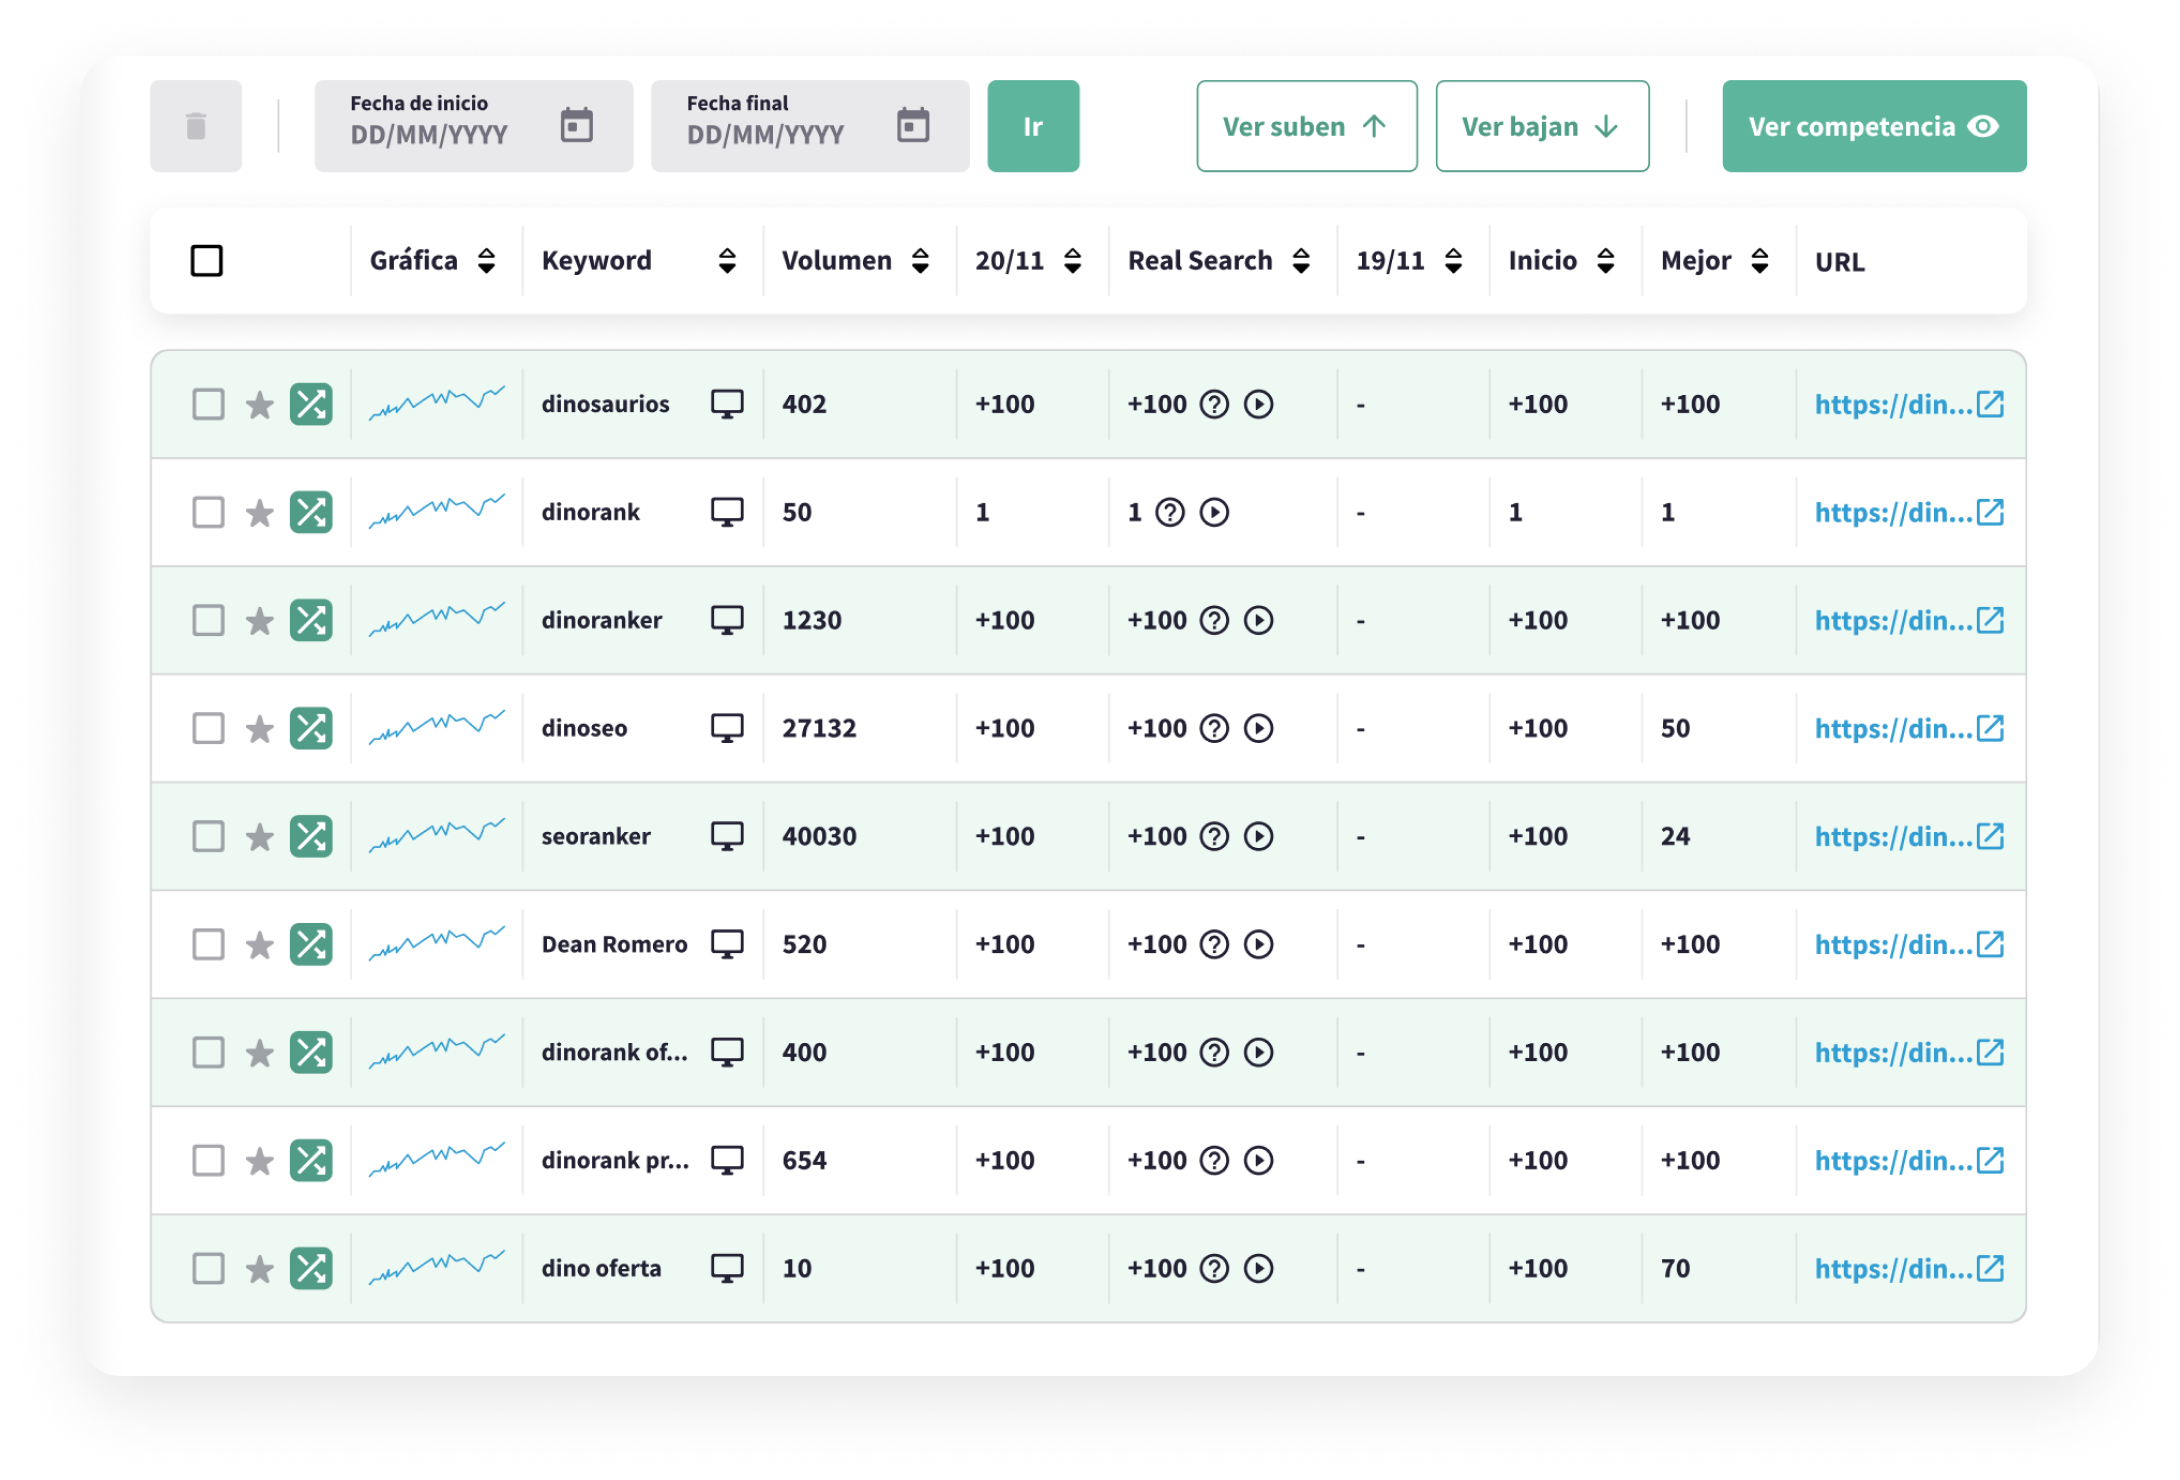 Fecha de inicio
DD/MM/YYYY
Fecha final
DD/MM/YYYY
Ir
Ver suben
Ver bajan
Ver competencia
Gráfica Keyword Volumen 20/11 Real Search 19/11 Inicio Mejor URL
dinosaurios 402 +100 +100 - +100 +100 https://din...
dinorank 50 1 1 - 1 1 https://din...
dinoranker 1230 +100 +100 - +100 +100 https://din...
dinoseo 27132 +100 +100 - +100 50 https://din...
seoranker 40030 +100 +100 - +100 24 https://din...
Dean Romero 520 +100 +100 - +100 +100 https://din...
dinorank of... 400 +100 +100 - +100 +100 https://din...
dinorank pr... 654 +100 +100 - +100 +100 https://din...
dino oferta 10 +100 +100 - +100 70 https://din...